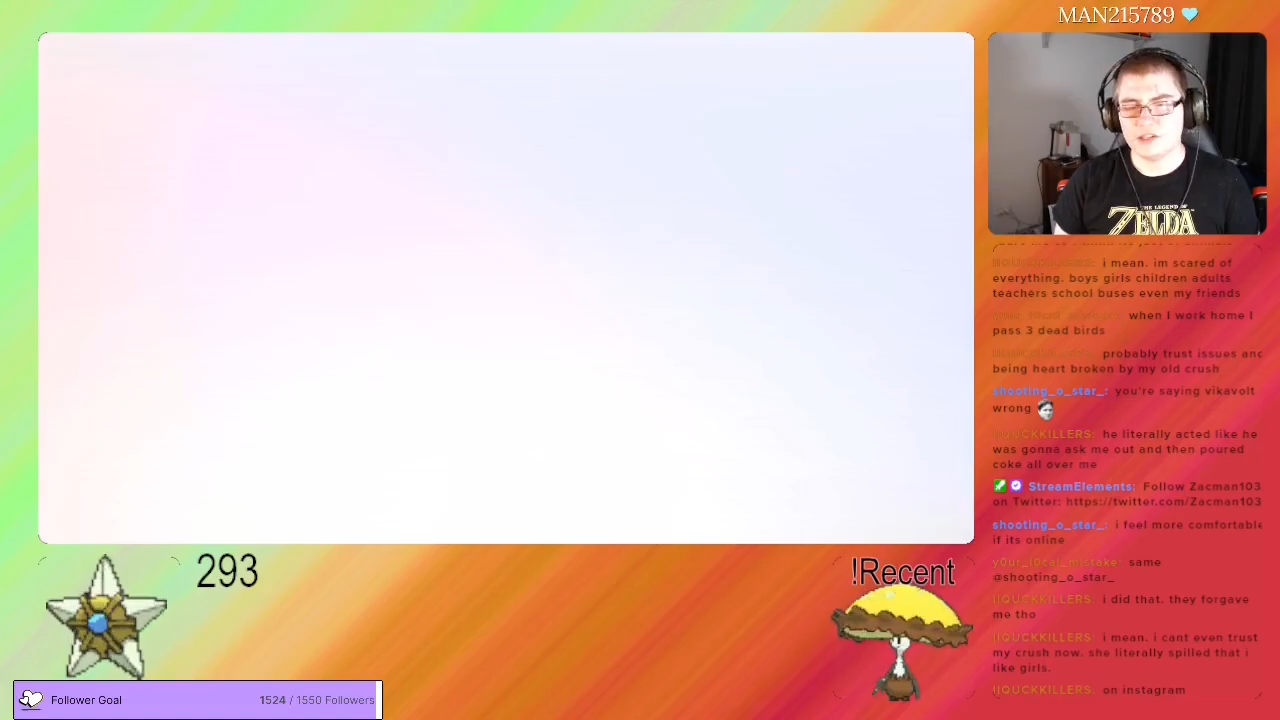 MAN215789
THE LEGEND OF
ZELDA
i mean. im scared of
everything. boys girls children adults
teachers school buses even my friends
when I work home I
pass 3 dead birds
probably trust issues and
being heart broken by my old crush
shooting_o_star_: you're saying vikavolt
wrong
he literally acted like he
was gonna ask me out and then poured
coke all over me
StreamElements: Follow Zacman103
on Twitter: https://twitter.com/Zacman103
shooting_o_star_: i feel more comfortable
if its online
y0ur_l0cal_mistake: same
@shooting_o_star_
i did that. they forgave
me tho
i mean. i cant even trust
my crush now. she literally spilled that i
like girls.
on instagram
293
!Recent
Follower Goal
1524 / 1550 Followers